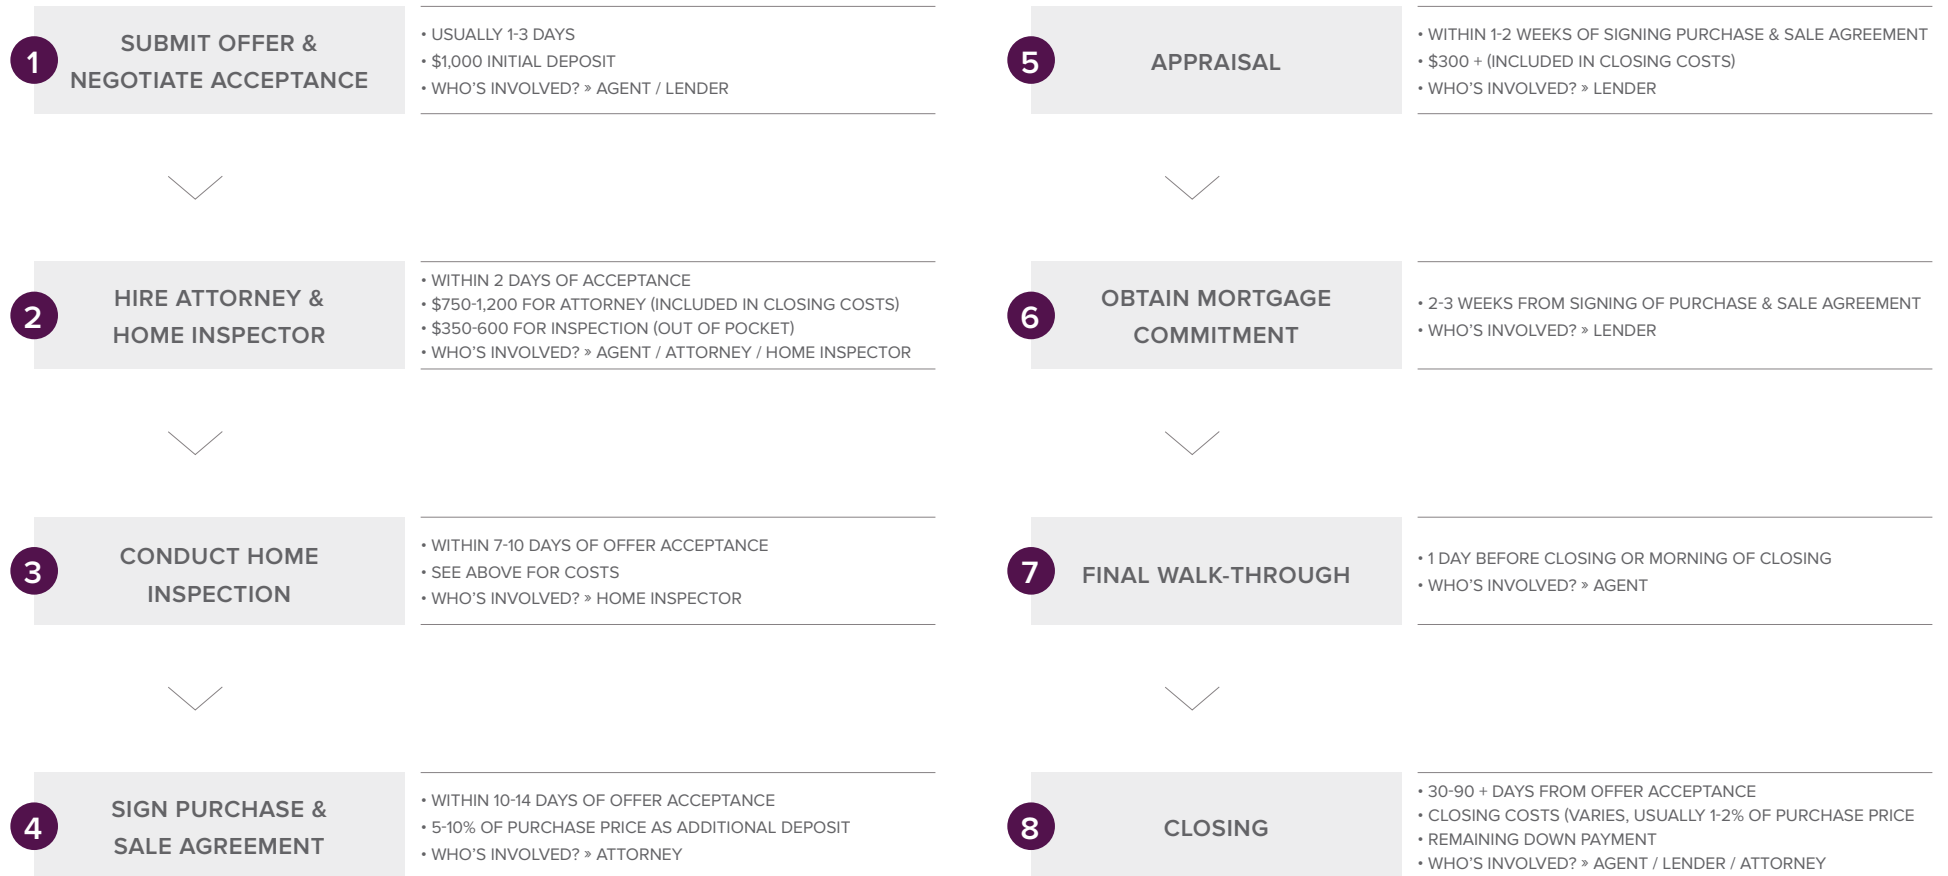 1
SUBMIT OFFER &
NEGOTIATE ACCEPTANCE
• USUALLY 1-3 DAYS
• $1,000 INITIAL DEPOSIT
• WHO'S INVOLVED? » AGENT / LENDER
2
HIRE ATTORNEY &
HOME INSPECTOR
• WITHIN 2 DAYS OF ACCEPTANCE
• $750-1,200 FOR ATTORNEY (INCLUDED IN CLOSING COSTS)
• $350-600 FOR INSPECTION (OUT OF POCKET)
• WHO'S INVOLVED? » AGENT / ATTORNEY / HOME INSPECTOR
3
CONDUCT HOME
INSPECTION
• WITHIN 7-10 DAYS OF OFFER ACCEPTANCE
• SEE ABOVE FOR COSTS
• WHO'S INVOLVED? » HOME INSPECTOR
4
SIGN PURCHASE &
SALE AGREEMENT
• WITHIN 10-14 DAYS OF OFFER ACCEPTANCE
• 5-10% OF PURCHASE PRICE AS ADDITIONAL DEPOSIT
• WHO'S INVOLVED? » ATTORNEY
5
APPRAISAL
• WITHIN 1-2 WEEKS OF SIGNING PURCHASE & SALE AGREEMENT
• $300 + (INCLUDED IN CLOSING COSTS)
• WHO'S INVOLVED? » LENDER
6
OBTAIN MORTGAGE
COMMITMENT
• 2-3 WEEKS FROM SIGNING OF PURCHASE & SALE AGREEMENT
• WHO'S INVOLVED? » LENDER
7
FINAL WALK-THROUGH
• 1 DAY BEFORE CLOSING OR MORNING OF CLOSING
• WHO'S INVOLVED? » AGENT
8
CLOSING
• 30-90 + DAYS FROM OFFER ACCEPTANCE
• CLOSING COSTS (VARIES, USUALLY 1-2% OF PURCHASE PRICE
• REMAINING DOWN PAYMENT
• WHO'S INVOLVED? » AGENT / LENDER / ATTORNEY